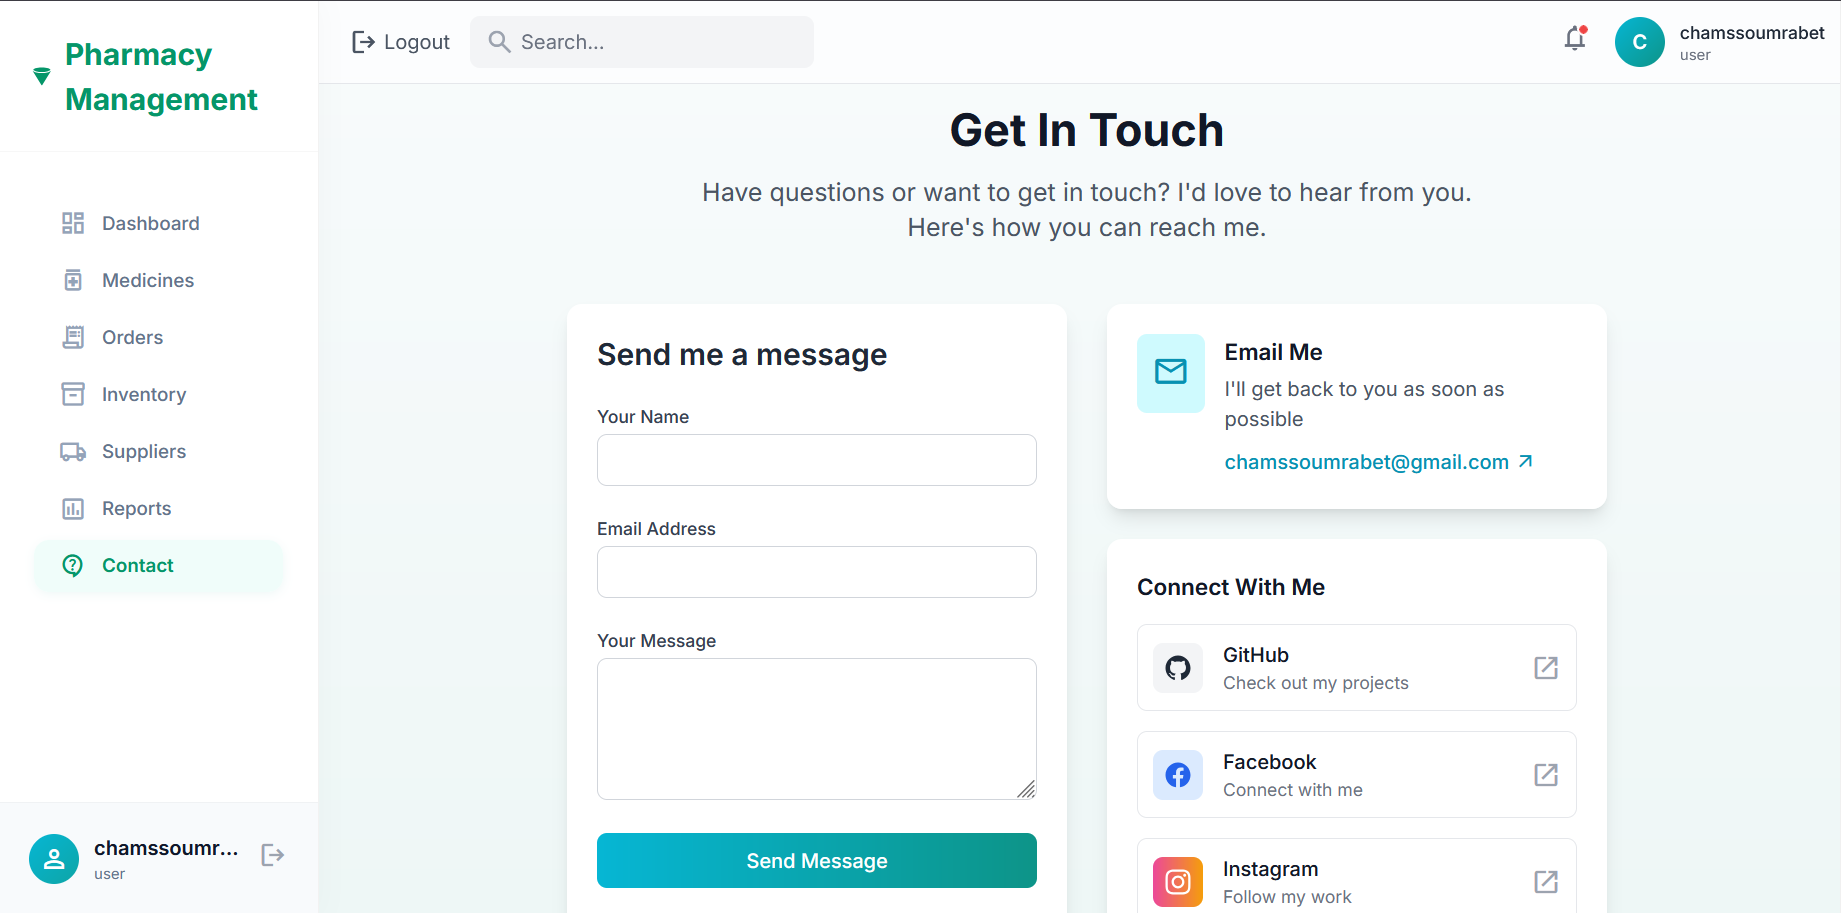 Pharmacy
Management
Dashboard
Medicines
Orders
Inventory
Suppliers
Reports
Contact
chamssoumr...
user
Logout
Search...
C
chamssoumrabet
user
Get In Touch
Have questions or want to get in touch? I'd love to hear from you.
Here's how you can reach me.
Send me a message
Your Name
Email Address
Your Message
Send Message
Email Me
I'll get back to you as soon as
possible
chamssoumrabet@gmail.com
Connect With Me
GitHub
Check out my projects
Facebook
Connect with me
Instagram
Follow my work